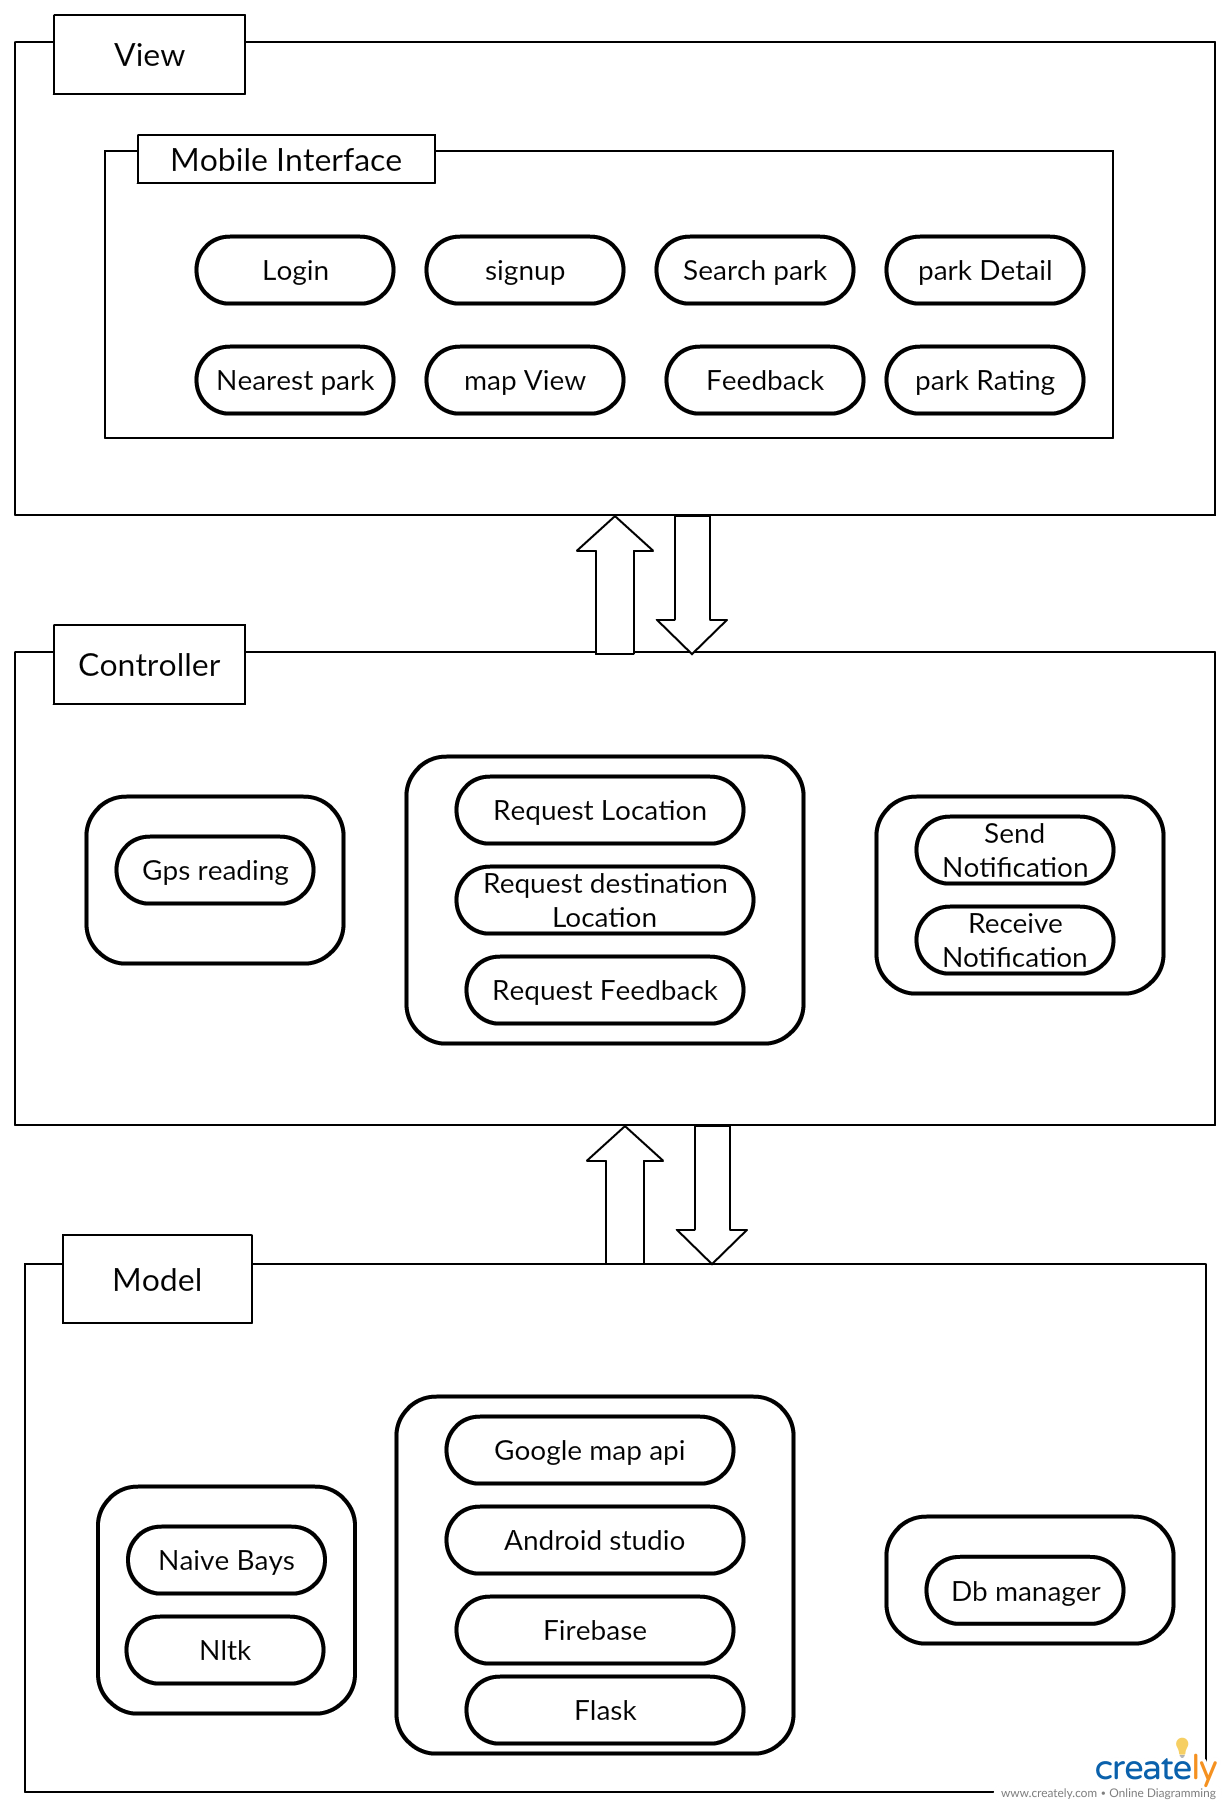 View
Mobile Interface
Login
signup
Search park
park Detail
Nearest park
map View
Feedback
park Rating
Controller
Gps reading
Request Location
Request destination
Location
Request Feedback
Send
Notification
Receive
Notification
Model
Naive Bays
Nltk
Google map api
Android studio
Firebase
Flask
Db manager
creately
www.creately.com • Online Diagramming